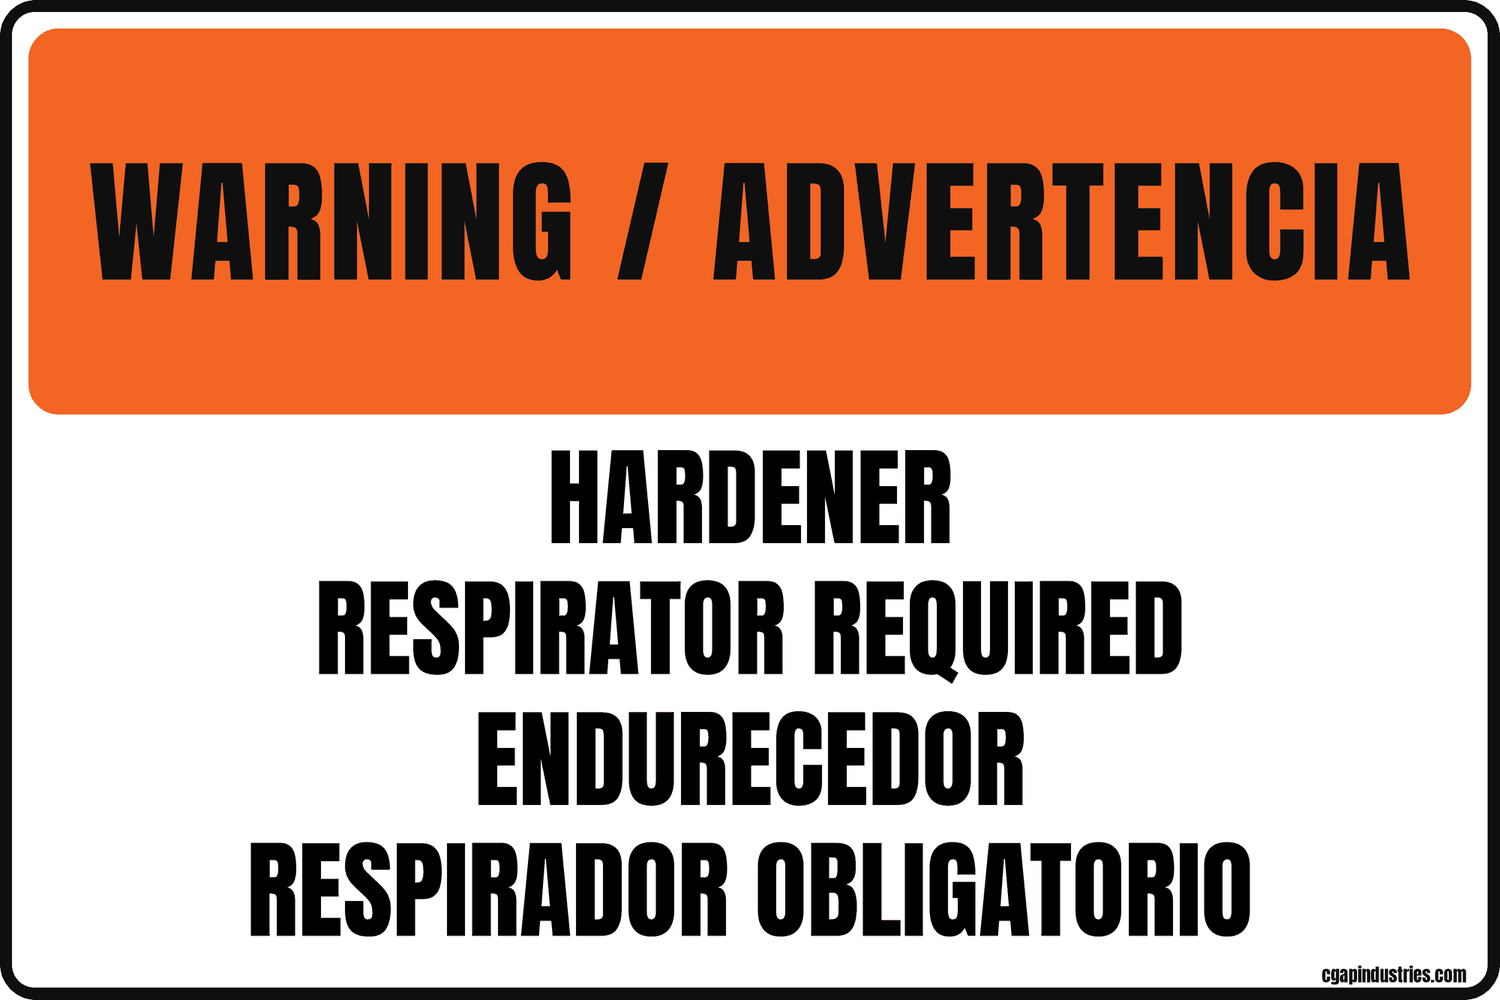 WARNING / ADVERTENCIA
HARDENER
RESPIRATOR REQUIRED
ENDURECEDOR
RESPIRADOR OBLIGATORIO
cgapindustries.com